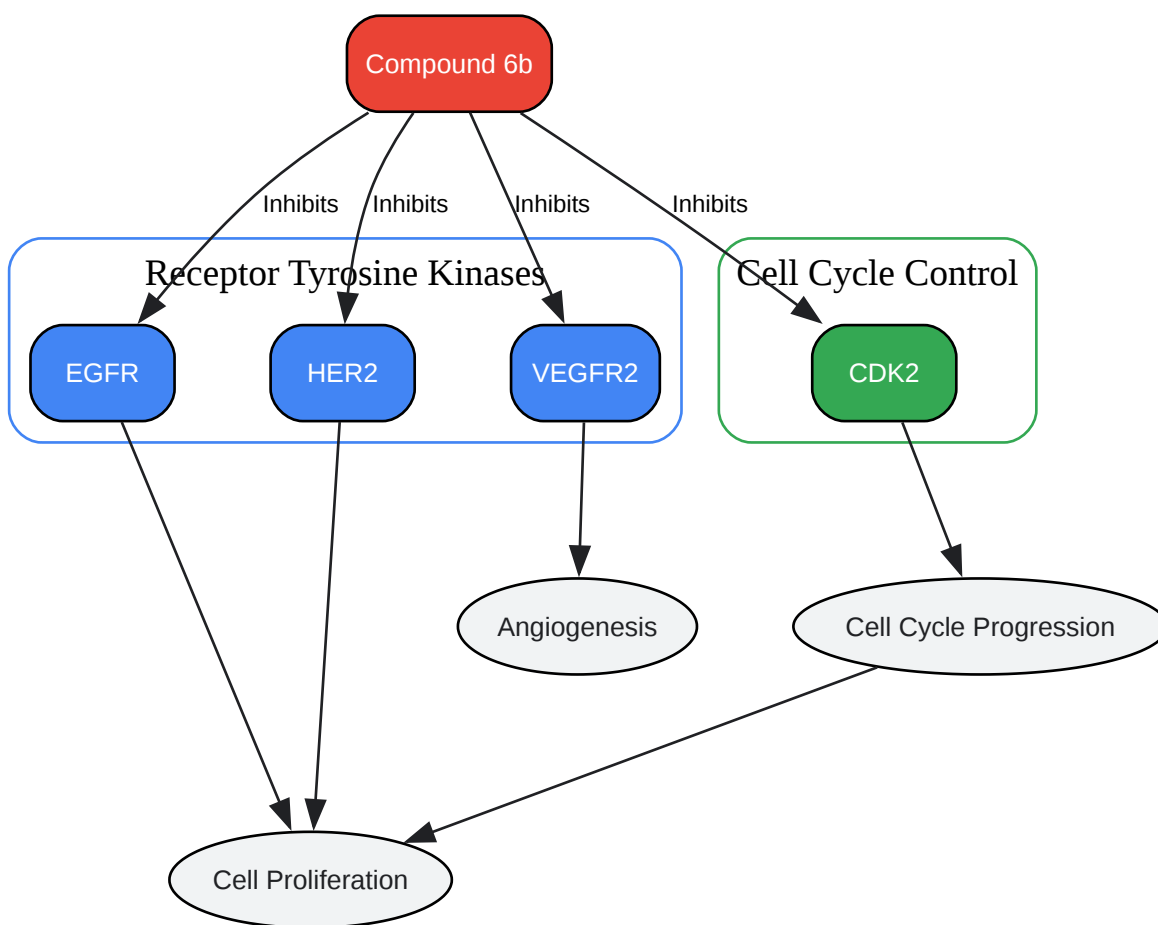 Compound 6b
Inhibits
Inhibits
Inhibits
Inhibits
Receptor Tyrosine Kinases
Cell Cycle Control
EGFR
HER2
VEGFR2
CDK2
Angiogenesis
Cell Cycle Progression
Cell Proliferation